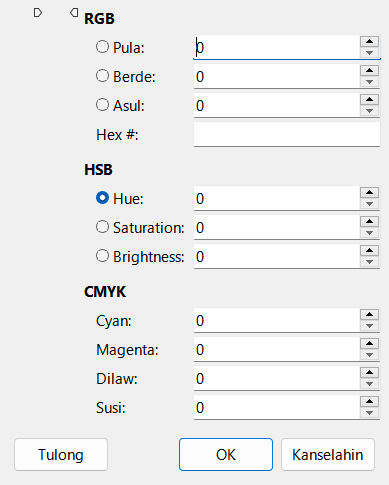 RGB
Pula: 0
Berde: 0
Asul: 0
Hex #:
HSB
Hue: 0
Saturation: 0
Brightness: 0
CMYK
Cyan: 0
Magenta: 0
Dilaw: 0
Susi: 0
Tulong OK Kanselahin